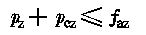 p_z + p_cz ⩽ f_az